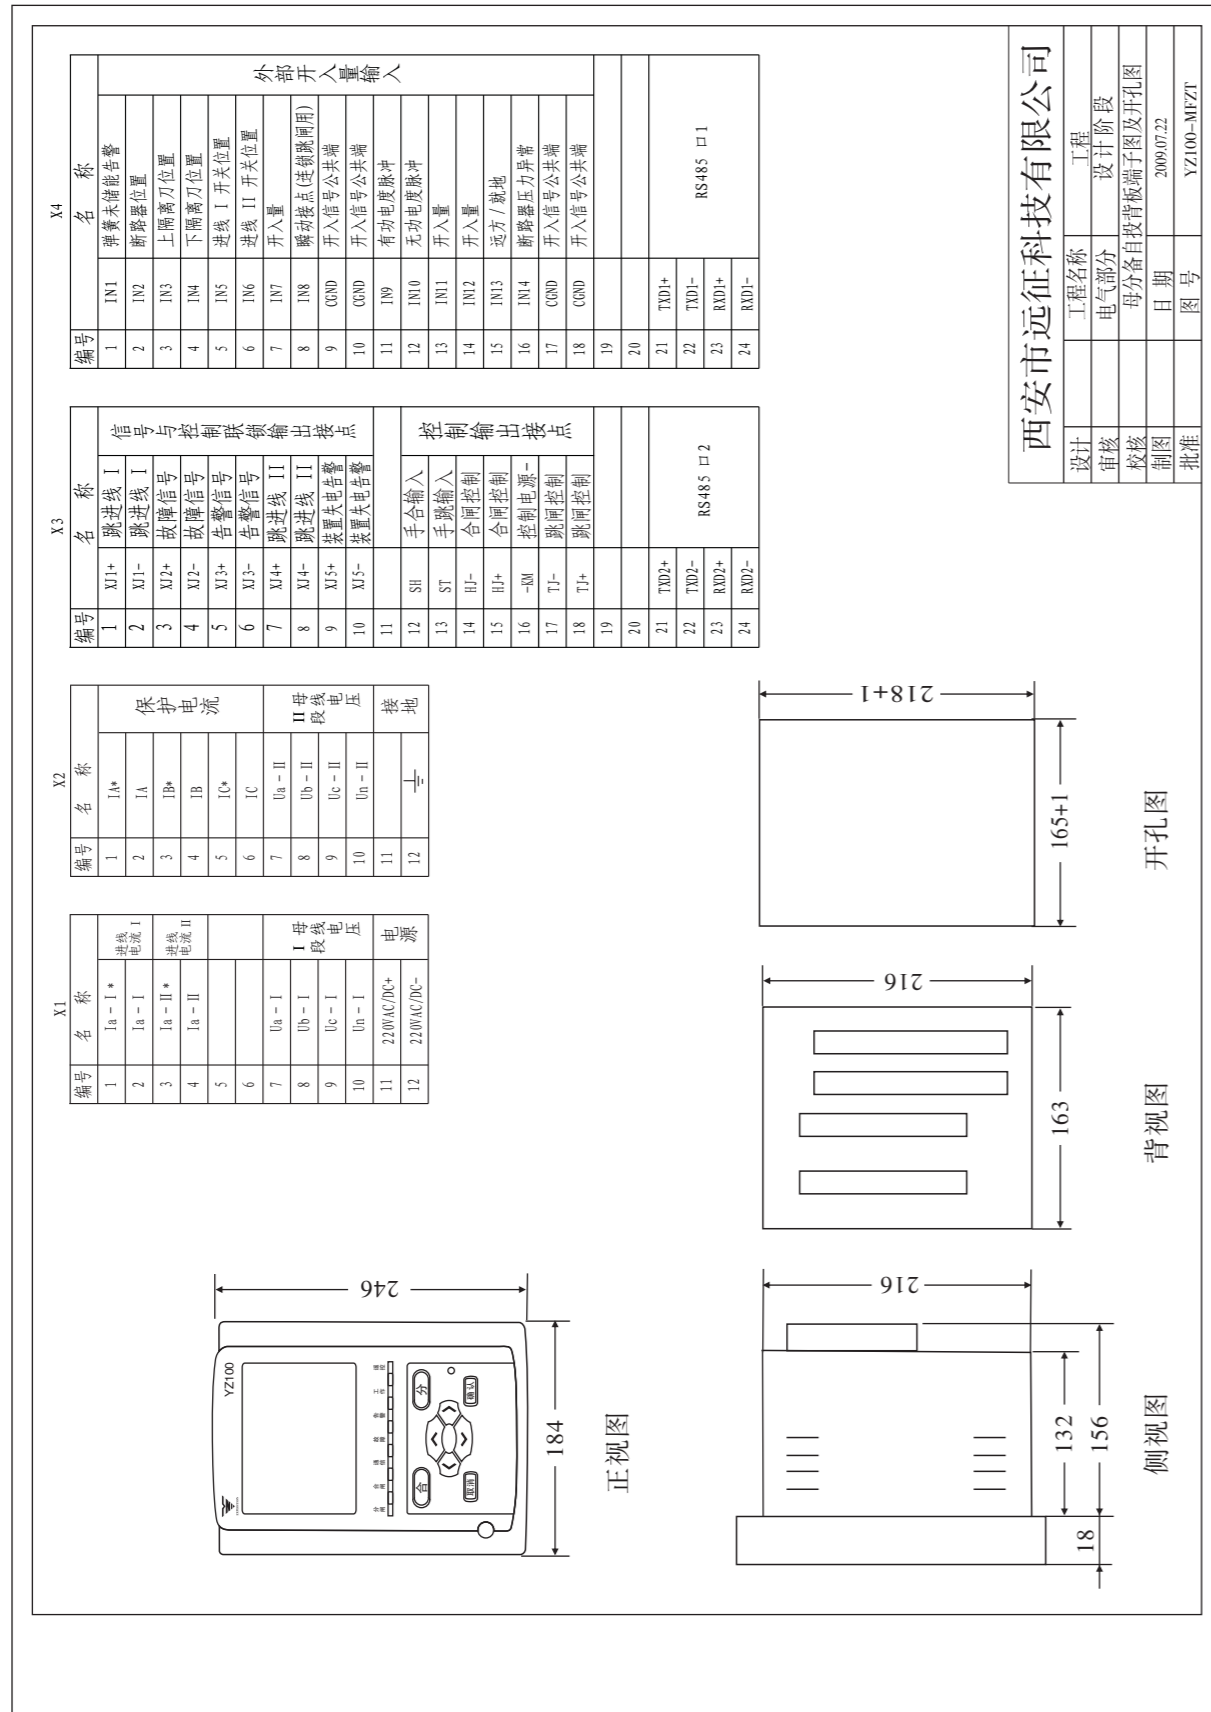 X1
编号 名 称
1 Ia - I * 进线电流 I
2 Ia - I
3 Ia - II * 进线电流 II
4 Ia - II
5
6
7 Ua - I I 母段线电压
8 Ub - I
9 Uc - I
10 Un - I
11 220VAC/DC+ 电源
12 220VAC/DC-
X2
编号 名 称
1 IA* 保护电流
2 IA
3 IB*
4 IB
5 IC*
6 IC
7 Ua - II II 母段线电压
8 Ub - II
9 Uc - II
10 Un - II
11 接地
12
X3
编号 名 称
1 XJ1+ 跳进线 I 信号与控制联锁输出接点
2 XJ1- 跳进线 I
3 XJ2+ 故障信号
4 XJ2- 故障信号
5 XJ3+ 告警信号
6 XJ3- 告警信号
7 XJ4+ 跳进线 II
8 XJ4- 跳进线 II
9 XJ5+ 装置失电告警
10 XJ5- 装置失电告警
11
12 SH 手合输入 控制输出接点
13 ST 手跳输入
14 HJ- 合闸控制
15 HJ+ 合闸控制
16 -KM 控制电源-
17 TJ- 跳闸控制
18 TJ+ 跳闸控制
19
20
21 TXD2+ RS485 口2
22 TXD2-
23 RXD2+
24 RXD2-
X4
编号 名 称
1 IN1 弹簧未储能告警 外部开入量输入
2 IN2 断路器位置
3 IN3 上隔离刀位置
4 IN4 下隔离刀位置
5 IN5 进线 I 开关位置
6 IN6 进线 II 开关位置
7 IN7 开入量
8 IN8 瞬动接点(连锁跳闸用)
9 CGND 开入信号公共端
10 CGND 开入信号公共端
11 IN9 有功电度脉冲
12 IN10 无功电度脉冲
13 IN11 开入量
14 IN12 开入量
15 IN13 远方/就地
16 IN14 断路器压力异常
17 CGND 开入信号公共端
18 CGND 开入信号公共端
19
20
21 TXD1+ RS485 口1
22 TXD1-
23 RXD1+
24 RXD1-
YZ100
分闸 合闸 通信 故障 告警 工作 遥控
合 分
取消 确认
246
184
正视图
216
132
156
18
侧视图
216
163
背视图
218+1
165+1
开孔图
西安市远征科技有限公司
设计 工程名称 工程
审核 电气部分 设计阶段
校核 母分备自投背板端子图及开孔图
制图 日 期 2009.07.22
批准 图 号 YZ100-MFZT